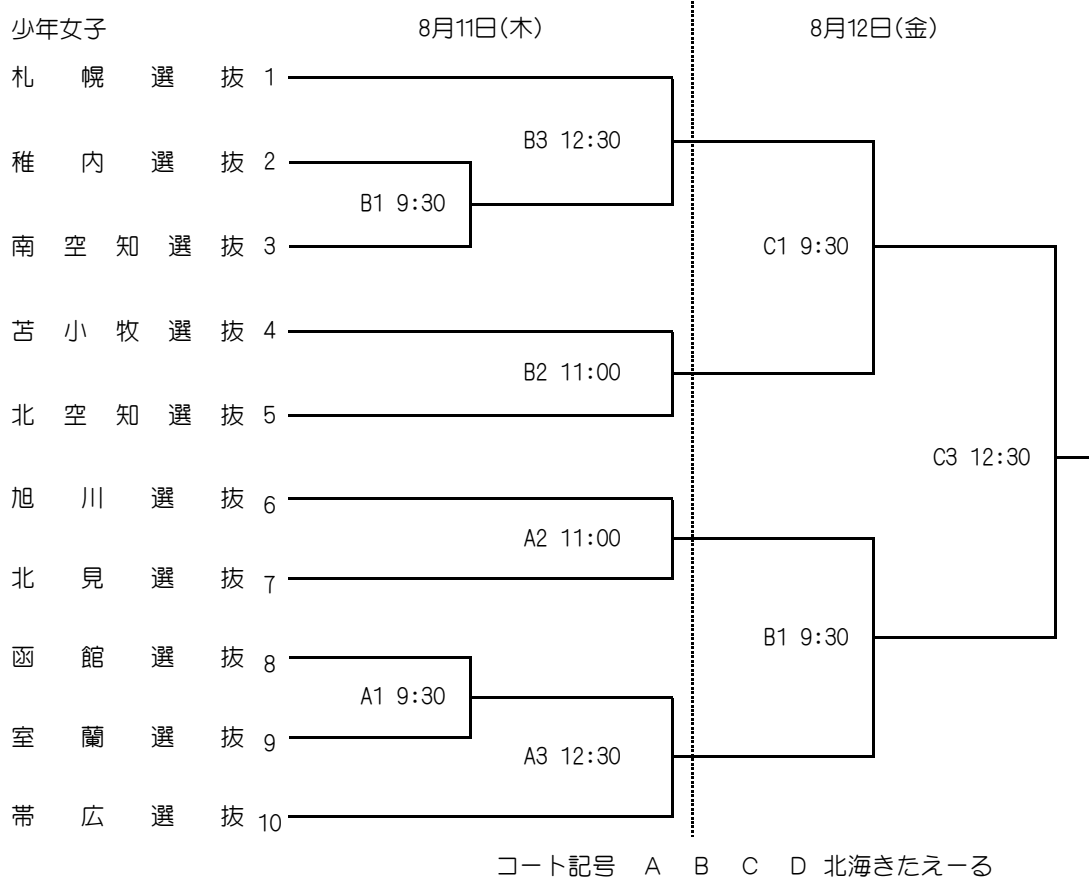 少年女子 8月11日(木) 8月12日(金)
札幌選抜 1
B3 12:30
稚内選抜 2
B1 9:30
南空知選抜 3
C1 9:30
苫小牧選抜 4
B2 11:00
北空知選抜 5
C3 12:30
旭川選抜 6
A2 11:00
北見選抜 7
B1 9:30
函館選抜 8
A1 9:30
室蘭選抜 9
A3 12:30
帯広選抜 10
コート記号 A B C D 北海きたえーる